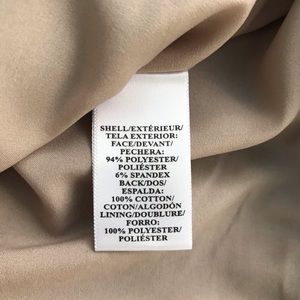 SHELL/EXTÉRIEUR/
TELA EXTERIOR:
FACE/DEVANT/
PECHERA:
94% POLYESTER/
POLIÉSTER
6% SPANDEX
BACK/DOS/
ESPALDA:
100% COTTON/
COTON/ALGODÓN
LINING/DOUBLURE/
FORRO:
100% POLYESTER/
POLIÉSTER